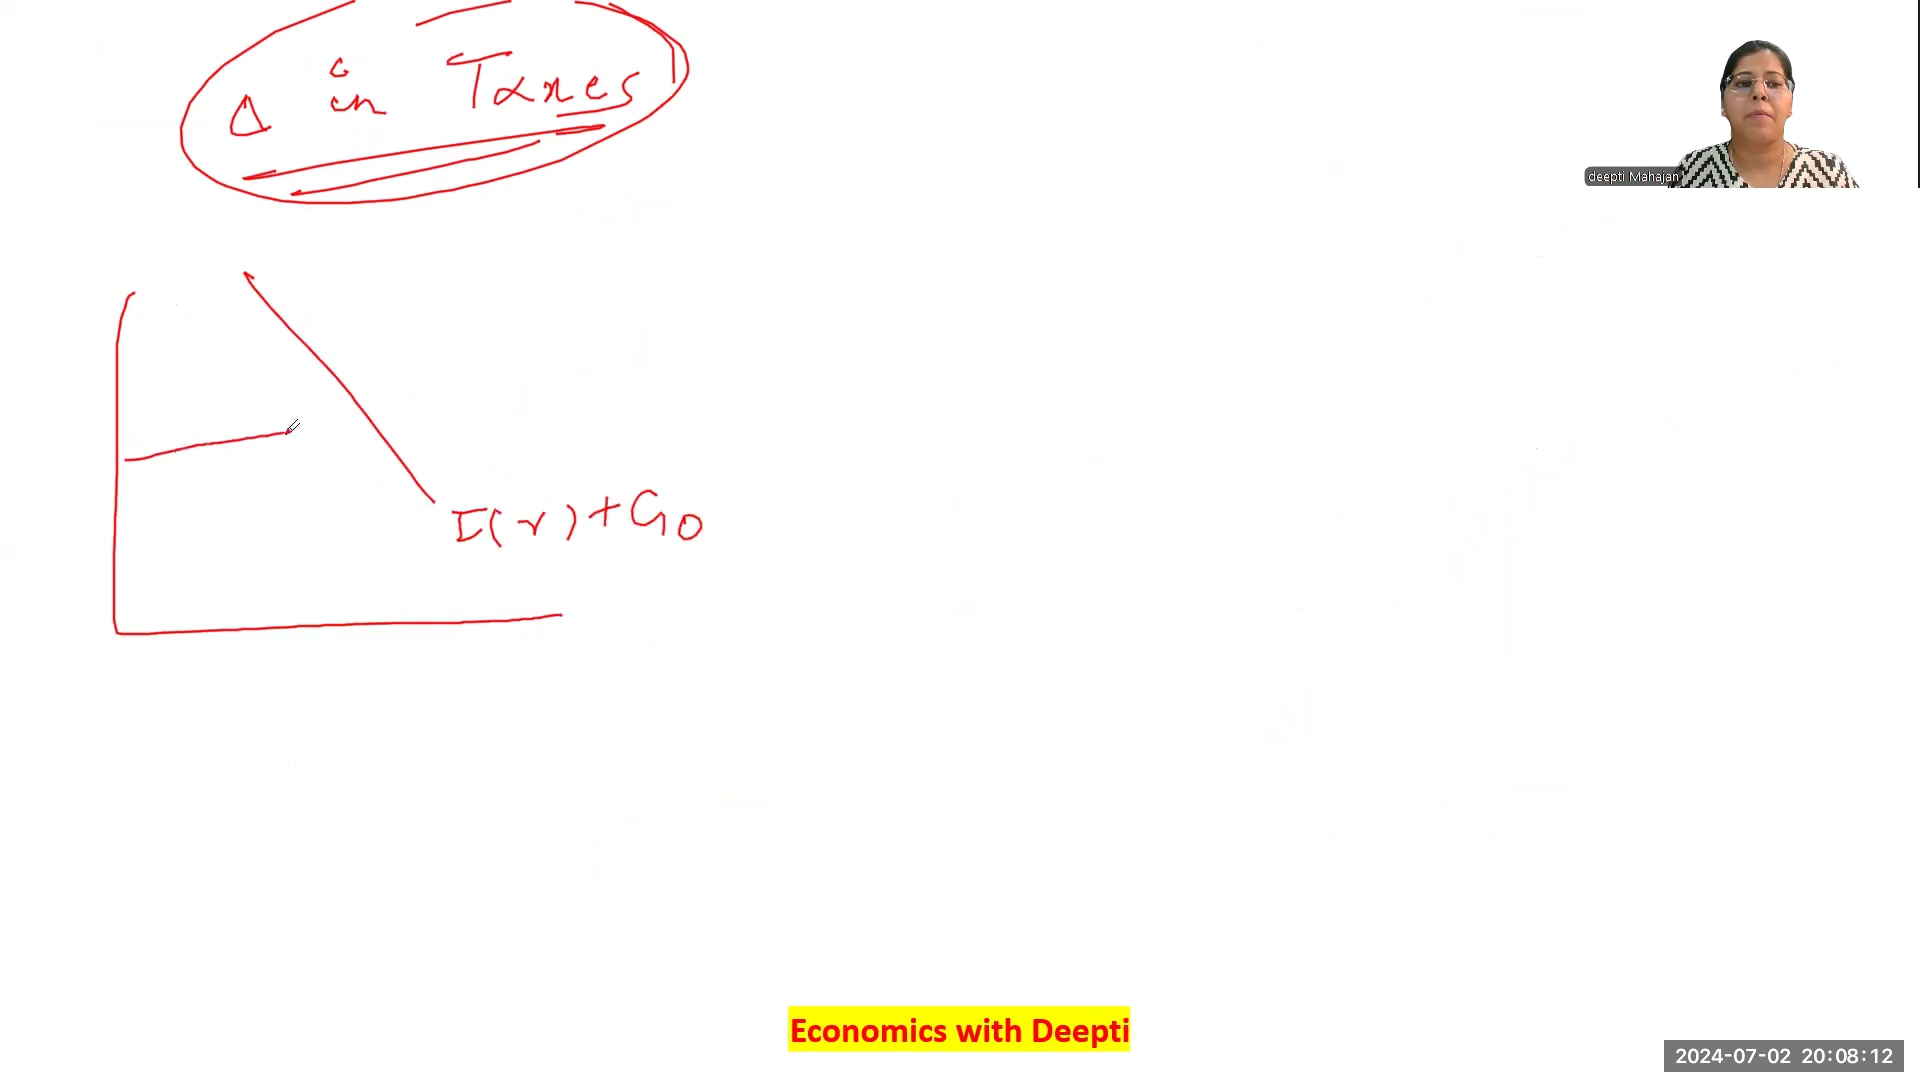 Δ in Taxes
deepti Mahajan
I(r)+G0
Economics with Deepti
2024-07-02 20:08:12